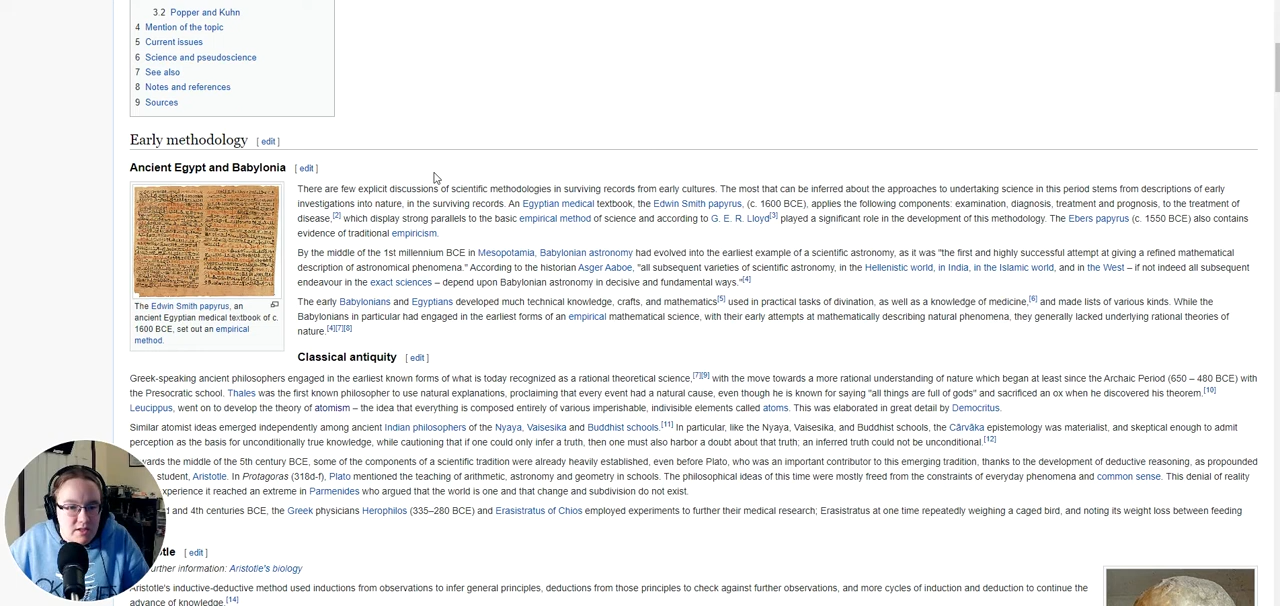 3.2 Popper and Kuhn
4 Mention of the topic
5 Current issues
6 Science and pseudoscience
7 See also
8 Notes and references
9 Sources
Early methodology [ edit ]
Ancient Egypt and Babylonia [ edit ]
There are few explicit discussions of scientific methodologies in surviving records from early cultures. The most that can be inferred about the approaches to undertaking science in this period stems from descriptions of early
investigations into nature, in the surviving records. An Egyptian medical textbook, the Edwin Smith papyrus, (c. 1600 BCE), applies the following components: examination, diagnosis, treatment and prognosis, to the treatment of
disease,[2] which display strong parallels to the basic empirical method of science and according to G. E. R. Lloyd[3] played a significant role in the development of this methodology. The Ebers papyrus (c. 1550 BCE) also contains
evidence of traditional empiricism.
By the middle of the 1st millennium BCE in Mesopotamia, Babylonian astronomy had evolved into the earliest example of a scientific astronomy, as it was "the first and highly successful attempt at giving a refined mathematical
description of astronomical phenomena." According to the historian Asger Aaboe, "all subsequent varieties of scientific astronomy, in the Hellenistic world, in India, in the Islamic world, and in the West – if not indeed all subsequent
endeavour in the exact sciences – depend upon Babylonian astronomy in decisive and fundamental ways."[4]
The early Babylonians and Egyptians developed much technical knowledge, crafts, and mathematics[5] used in practical tasks of divination, as well as a knowledge of medicine,[6] and made lists of various kinds. While the
Babylonians in particular had engaged in the earliest forms of an empirical mathematical science, with their early attempts at mathematically describing natural phenomena, they generally lacked underlying rational theories of
nature.[4][7][8]
The Edwin Smith papyrus, an
ancient Egyptian medical textbook of c.
1600 BCE, set out an empirical
method.
Classical antiquity [ edit ]
Greek-speaking ancient philosophers engaged in the earliest known forms of what is today recognized as a rational theoretical science,[7][9] with the move towards a more rational understanding of nature which began at least since the Archaic Period (650 – 480 BCE) with
the Presocratic school. Thales was the first known philosopher to use natural explanations, proclaiming that every event had a natural cause, even though he is known for saying "all things are full of gods" and sacrificed an ox when he discovered his theorem.[10]
Leucippus, went on to develop the theory of atomism – the idea that everything is composed entirely of various imperishable, indivisible elements called atoms. This was elaborated in great detail by Democritus.
Similar atomist ideas emerged independently among ancient Indian philosophers of the Nyaya, Vaisesika and Buddhist schools.[11] In particular, like the Nyaya, Vaisesika, and Buddhist schools, the Cārvāka epistemology was materialist, and skeptical enough to admit
perception as the basis for unconditionally true knowledge, while cautioning that if one could only infer a truth, then one must also harbor a doubt about that truth; an inferred truth could not be unconditional.[12]
wards the middle of the 5th century BCE, some of the components of a scientific tradition were already heavily established, even before Plato, who was an important contributor to this emerging tradition, thanks to the development of deductive reasoning, as propounded
student, Aristotle. In Protagoras (318d-f), Plato mentioned the teaching of arithmetic, astronomy and geometry in schools. The philosophical ideas of this time were mostly freed from the constraints of everyday phenomena and common sense. This denial of reality
xperience it reached an extreme in Parmenides who argued that the world is one and that change and subdivision do not exist.
d and 4th centuries BCE, the Greek physicians Herophilos (335–280 BCE) and Erasistratus of Chios employed experiments to further their medical research; Erasistratus at one time repeatedly weighing a caged bird, and noting its weight loss between feeding
tle [ edit ]
urther information: Aristotle's biology
Aristotle's inductive-deductive method used inductions from observations to infer general principles, deductions from those principles to check against further observations, and more cycles of induction and deduction to continue the
advance of knowledge.[14]